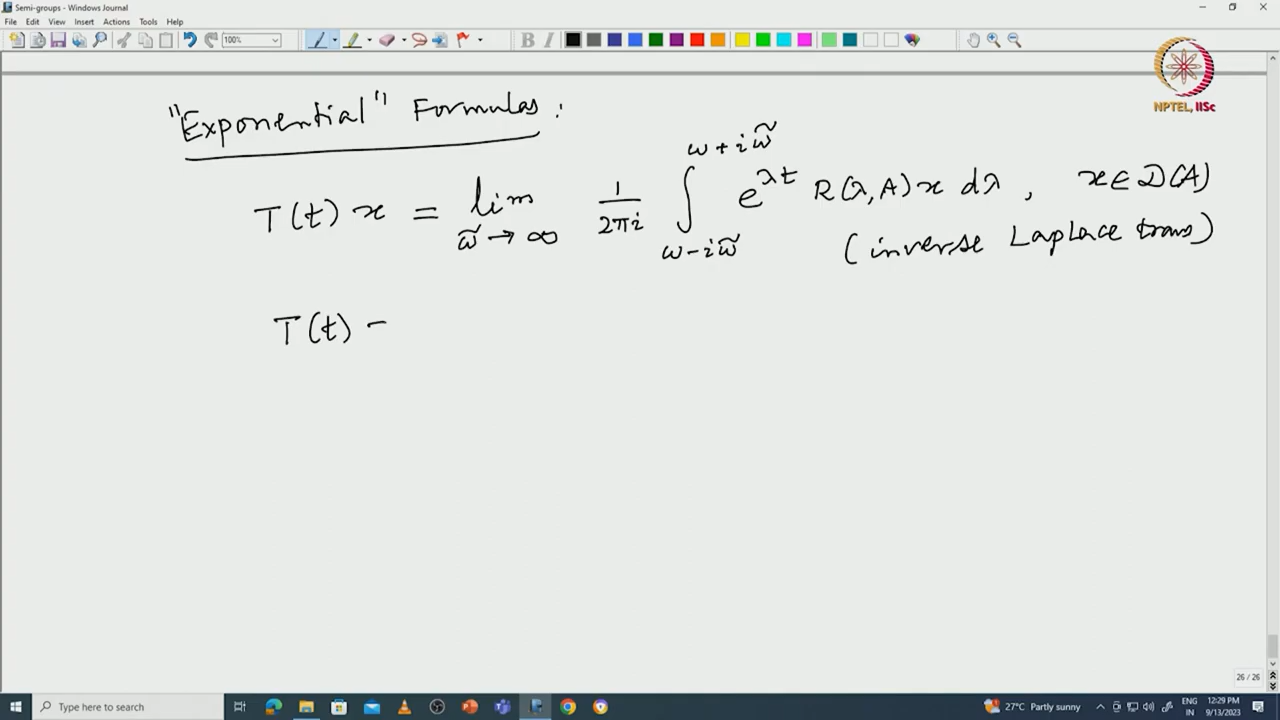 Semi-groups - Windows Journal
File Edit View Insert Actions Tools Help
100%
NPTEL, IISc
"Exponential" Formulas :
T(t) x = lim_{ω̃ → ∞} 1/2πi ∫_{ω-iω̃}^{ω+iω̃} e^{λt} R(λ,A)x dλ , x ∈ D(A)
(inverse Laplace trans)
T(t) -
26 / 26
Type here to search
27°C Partly sunny
ENG
IN
12:29 PM
9/13/2023